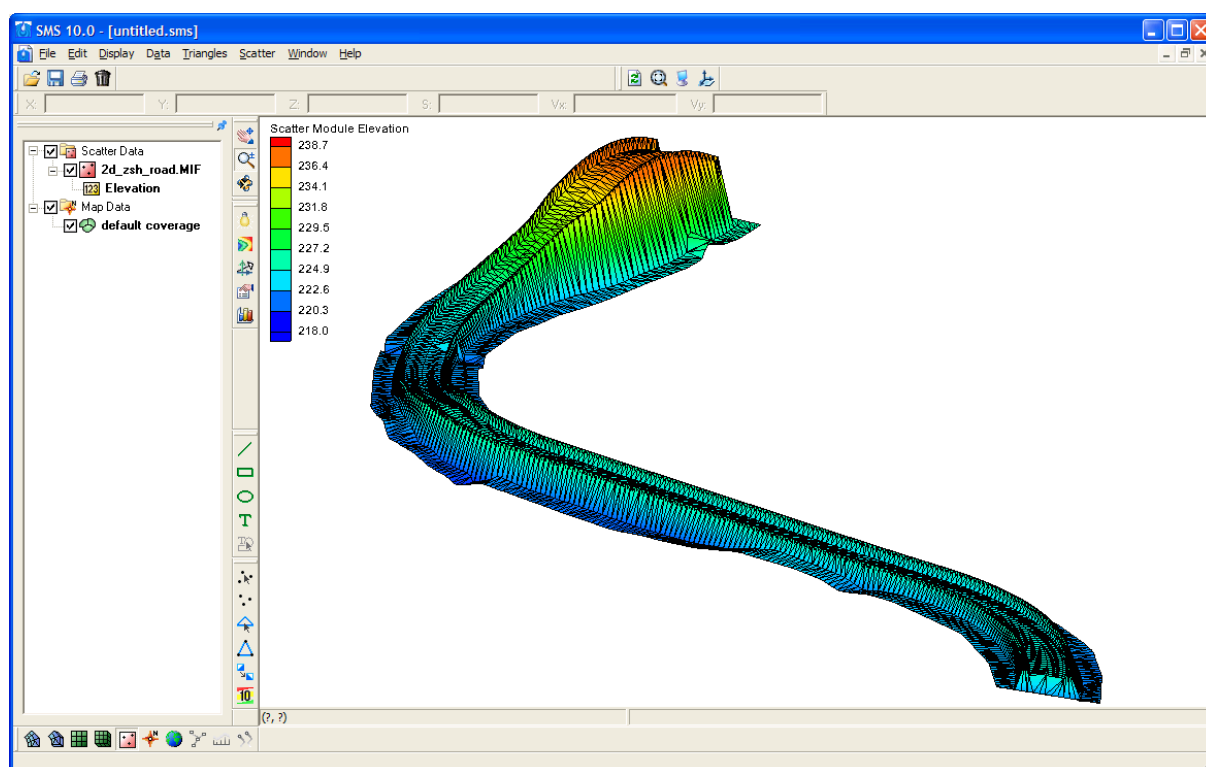 SMS 10.0 - [untitled.sms]
File Edit Display Data Triangles Scatter Window Help
X: Y: Z: S: Vx: Vy:
Scatter Data
2d_zsh_road.MIF
123 Elevation
Map Data
default coverage
T
10
Scatter Module Elevation
238.7
236.4
234.1
231.8
229.5
227.2
224.9
222.6
220.3
218.0
(?, ?)